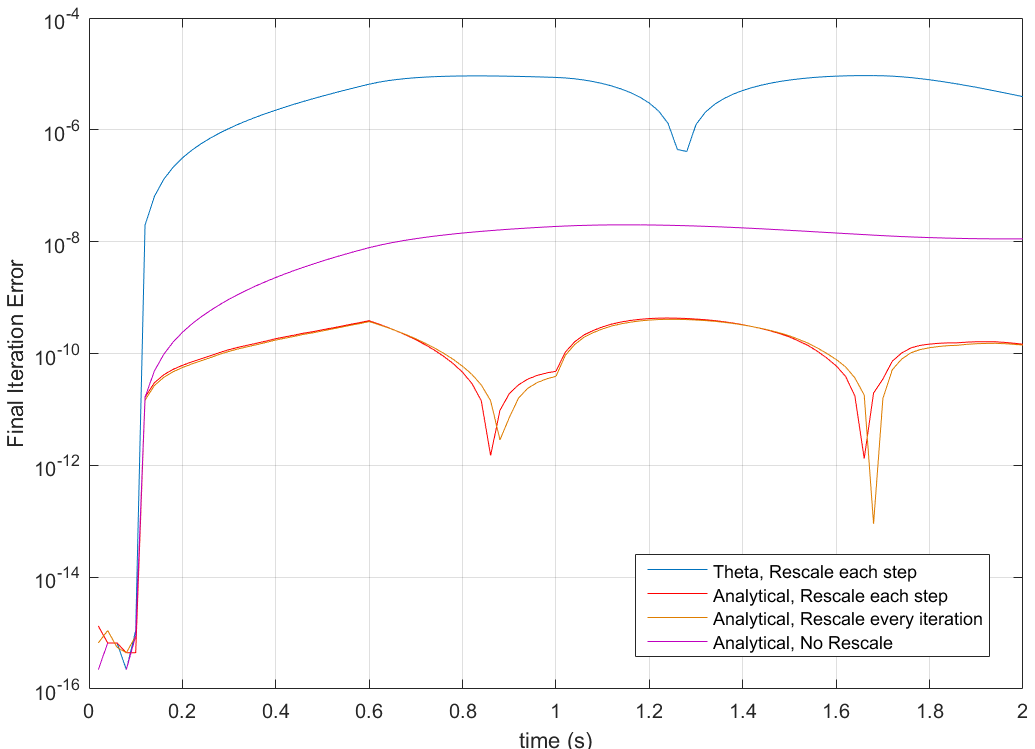 10-4
10-6
10-8
10-10
10-12
10-14
10-16
Final Iteration Error
Theta, Rescale each step
Analytical, Rescale each step
Analytical, Rescale every iteration
Analytical, No Rescale
0 0.2 0.4 0.6 0.8 1 1.2 1.4 1.6 1.8 2
time (s)